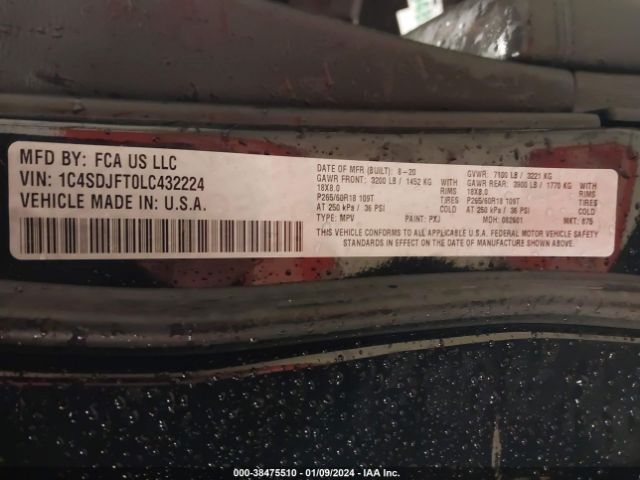 MFD BY: FCA US LLC
VIN: 1C4SDJFT0LC432224
VEHICLE MADE IN: U.S.A.
DATE OF MFR (BUILT): 8-20 GVWR: 7100 LB / 3221 KG
GAWR FRONT: 3200 LB / 1452 KG WITH GAWR REAR: 3900 LB / 1770 KG WITH
18X8.0 RIMS 18X8.0 RIMS
P265/60R18 109T TIRES P265/60R18 109T TIRES
AT 250 kPa / 36 PSI COLD AT 250 kPa / 36 PSI COLD
TYPE: MPV PAINT: PXJ MDH: 082601 MKT: 875
THIS VEHICLE CONFORMS TO ALL APPLICABLE U.S.A. FEDERAL MOTOR VEHICLE SAFETY
STANDARDS IN EFFECT ON THE DATE OF MANUFACTURE SHOWN ABOVE.
000-38475510 - 01/09/2024 - IAA Inc.